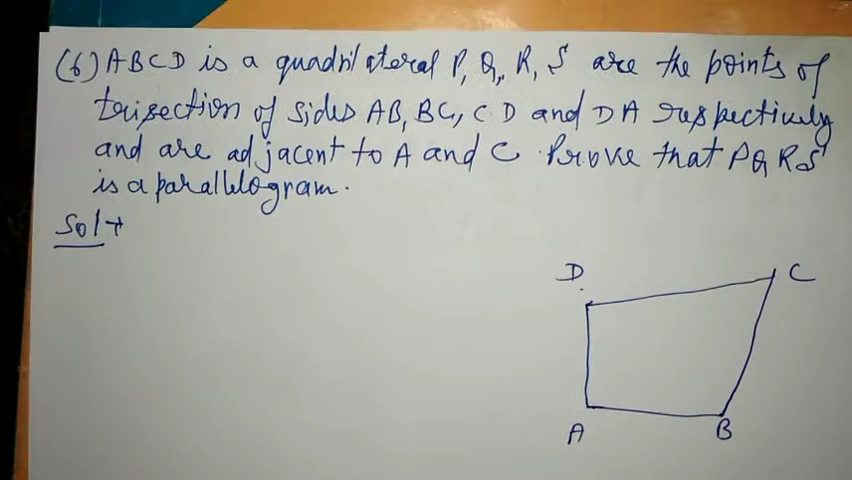 (6) ABCD is a quadrilateral P, Q, R, S are the points of
trisection of sides AB, BC, CD and DA respectively
and are adjacent to A and C. Prove that PQRS
is a parallelogram.
Sol+
D C
A B